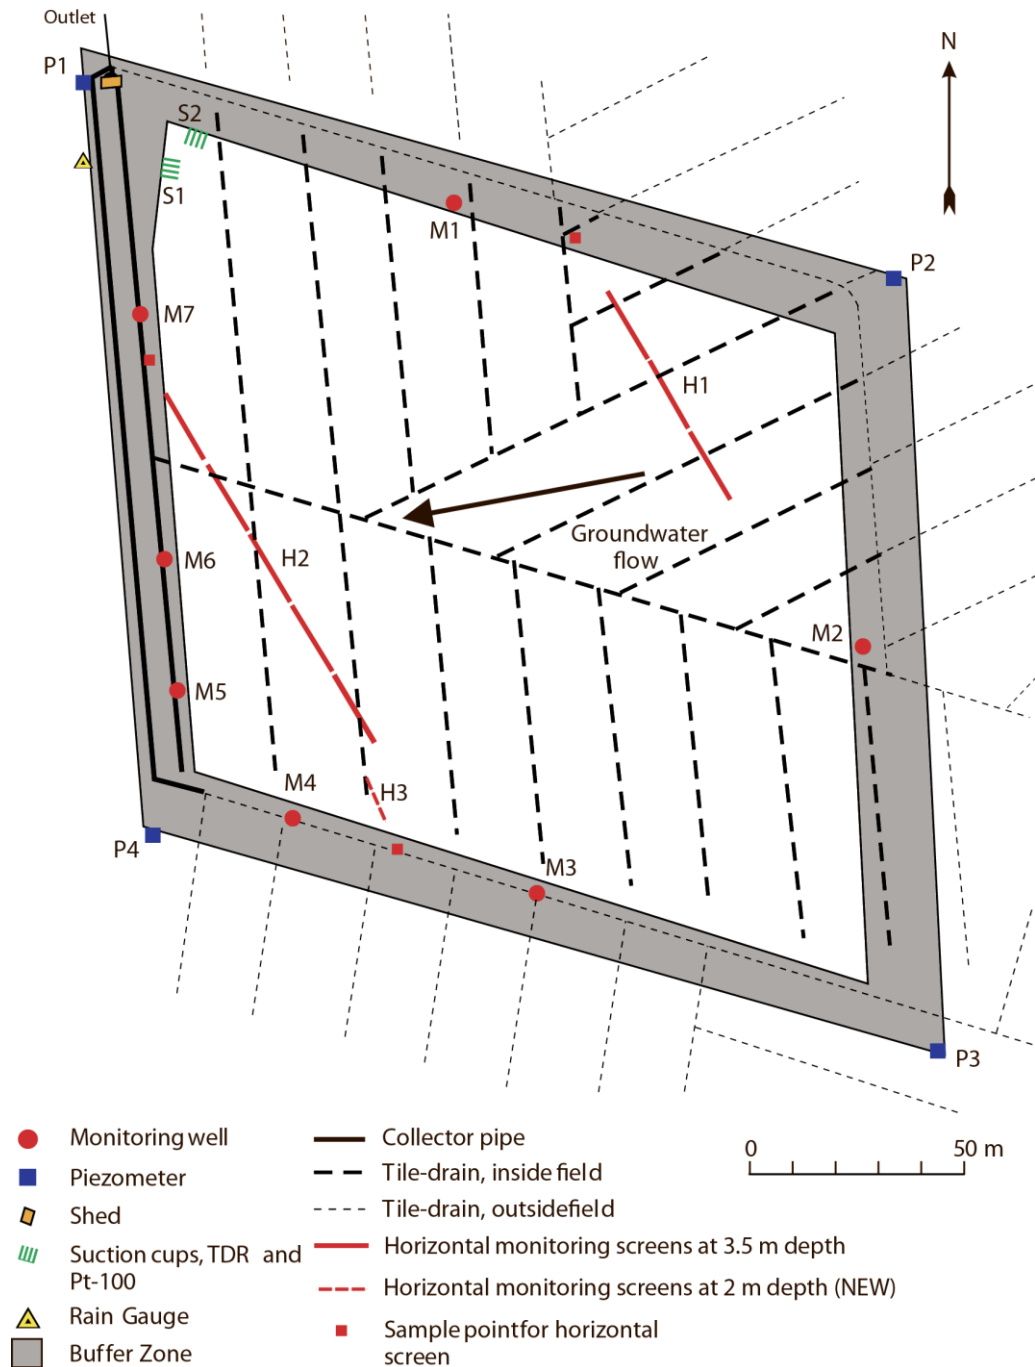 Outlet
N
P1
S2
P2
S1
M1
M7
H1
Groundwater
flow
H2
M6
M2
M5
M4
H3
M3
P4
P3
Monitoring well
Piezometer
Shed
Suction cups, TDR and
Pt-100
Rain Gauge
Buffer Zone
Collector pipe
Tile-drain, inside field
Tile-drain, outsidefield
Horizontal monitoring screens at 3.5 m depth
Horizontal monitoring screens at 2 m depth (NEW)
Sample pointfor horizontal
screen
0 50 m